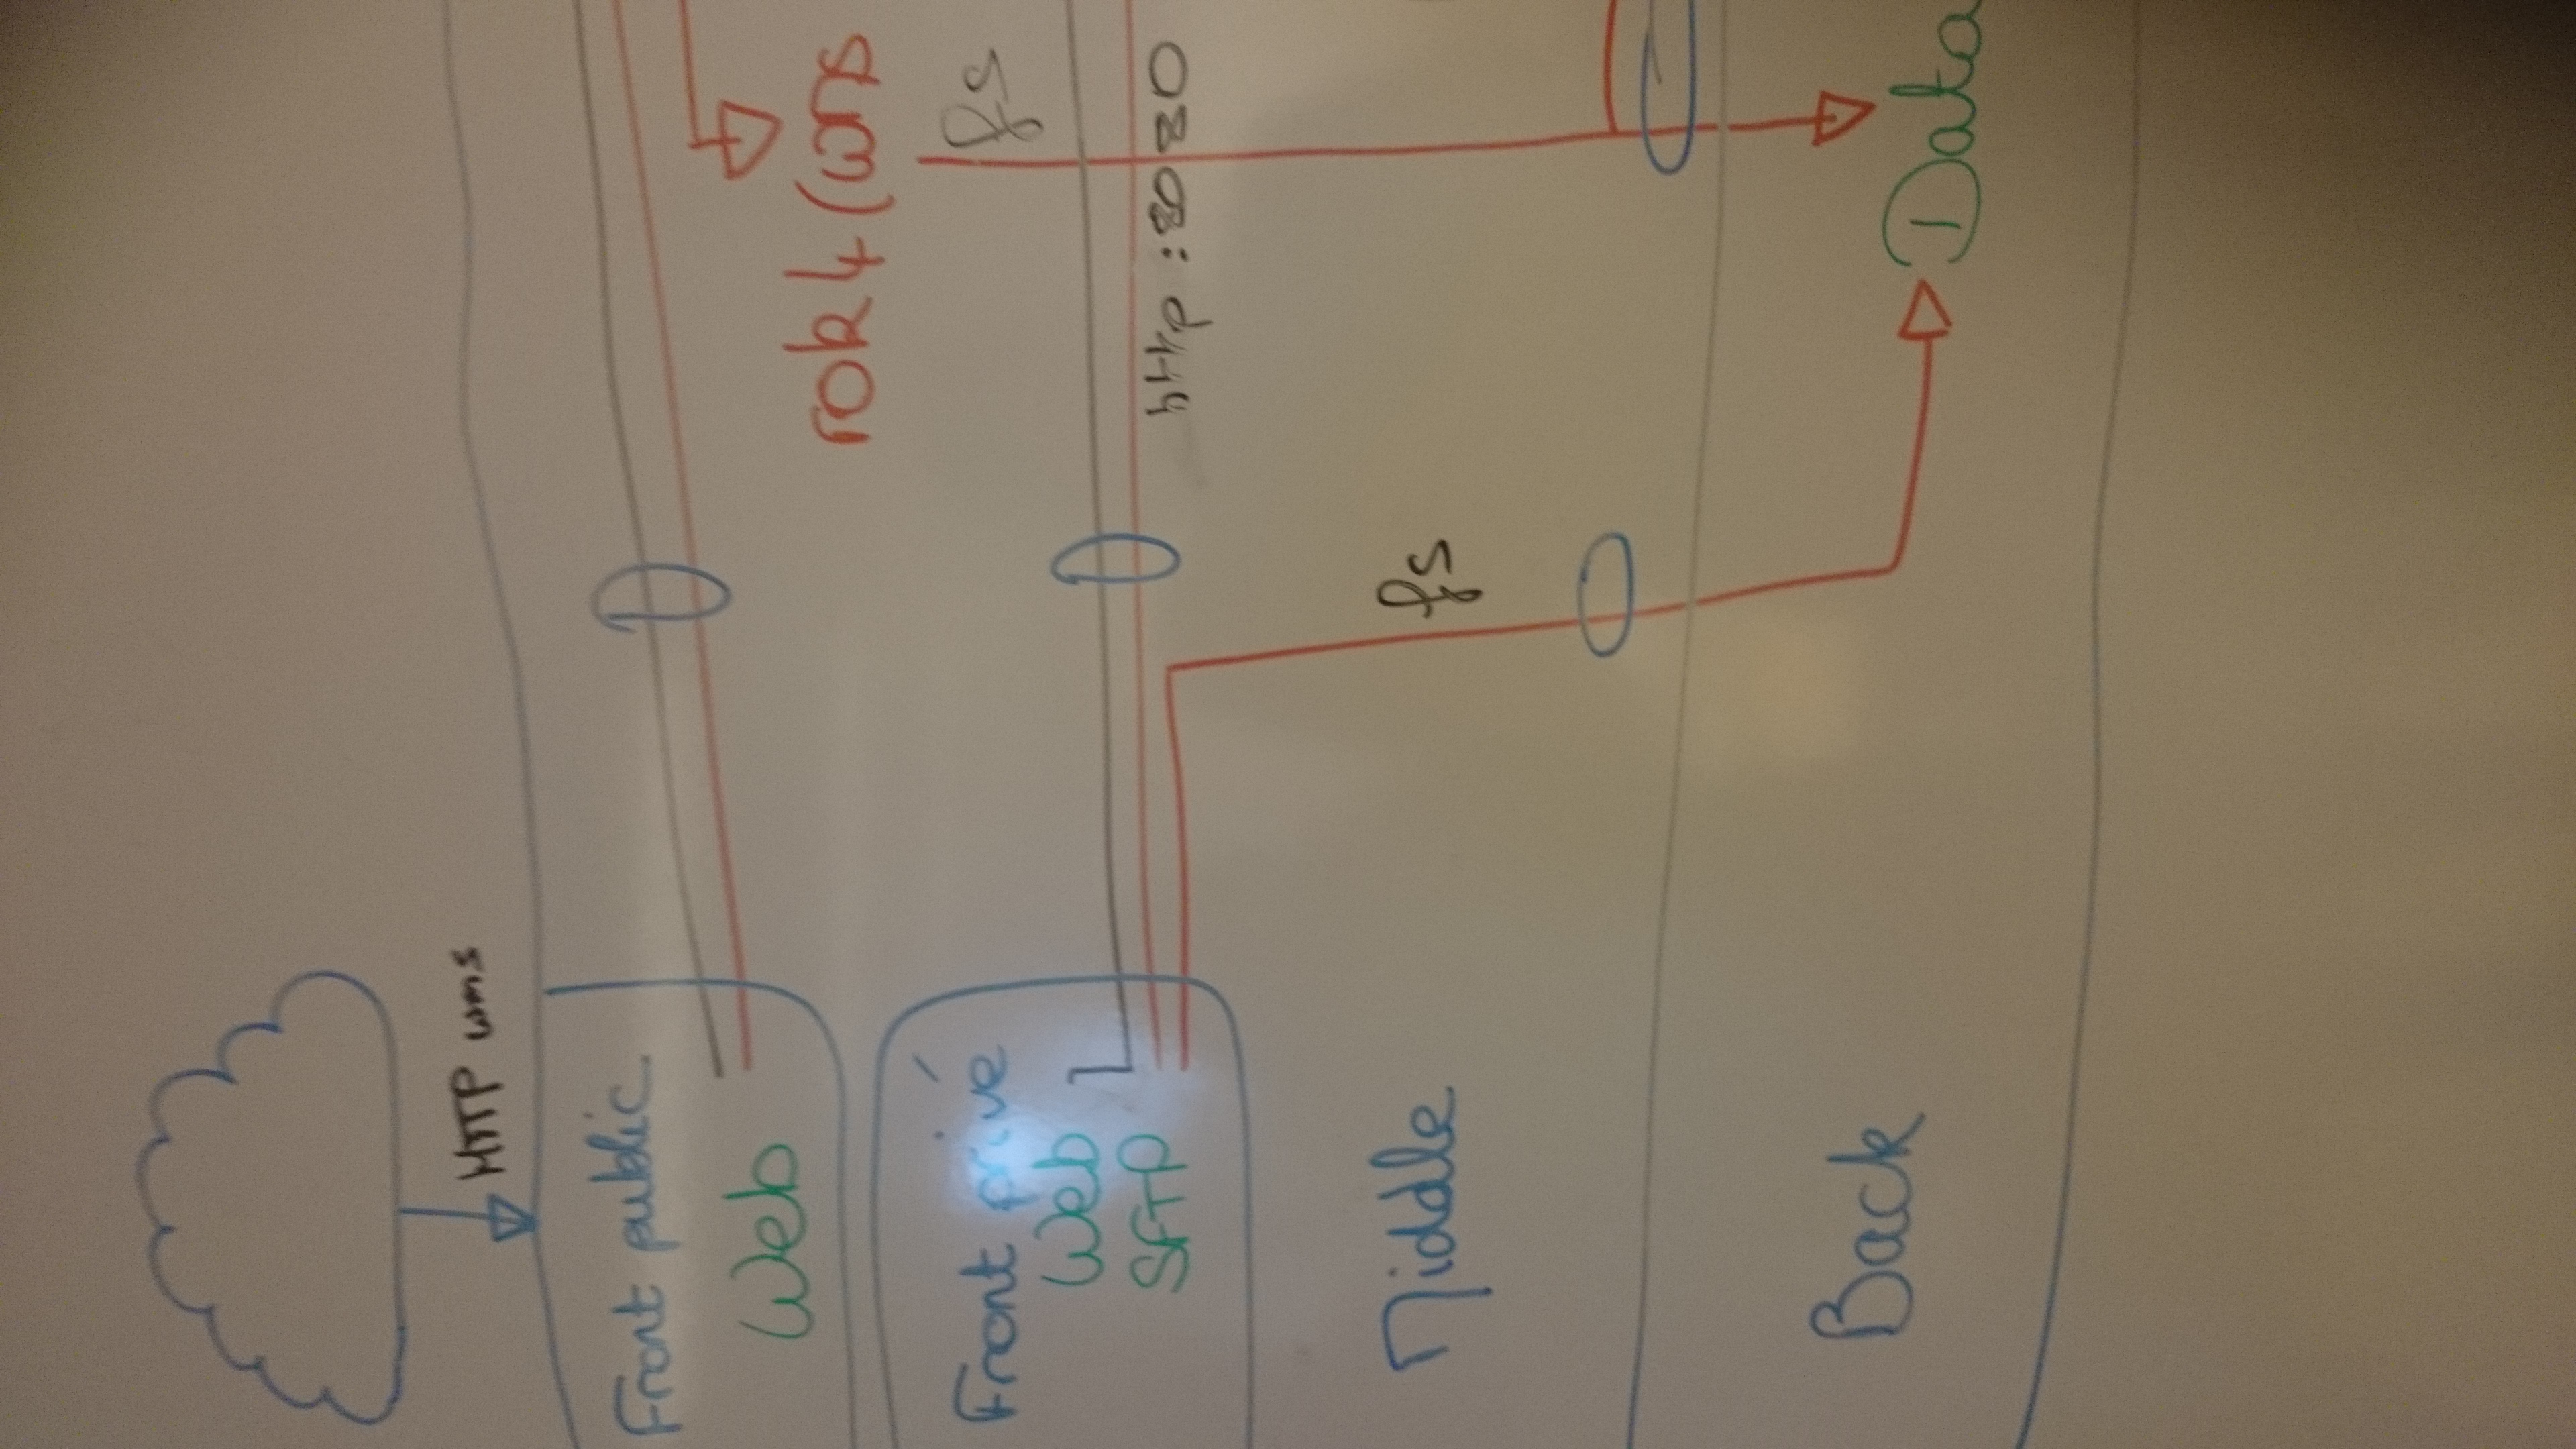 HTTP wms
Front public
Web
rok4 (wms
Front privé
fs
Web
SFTP
http :8080
Middle
fs
Back
Data